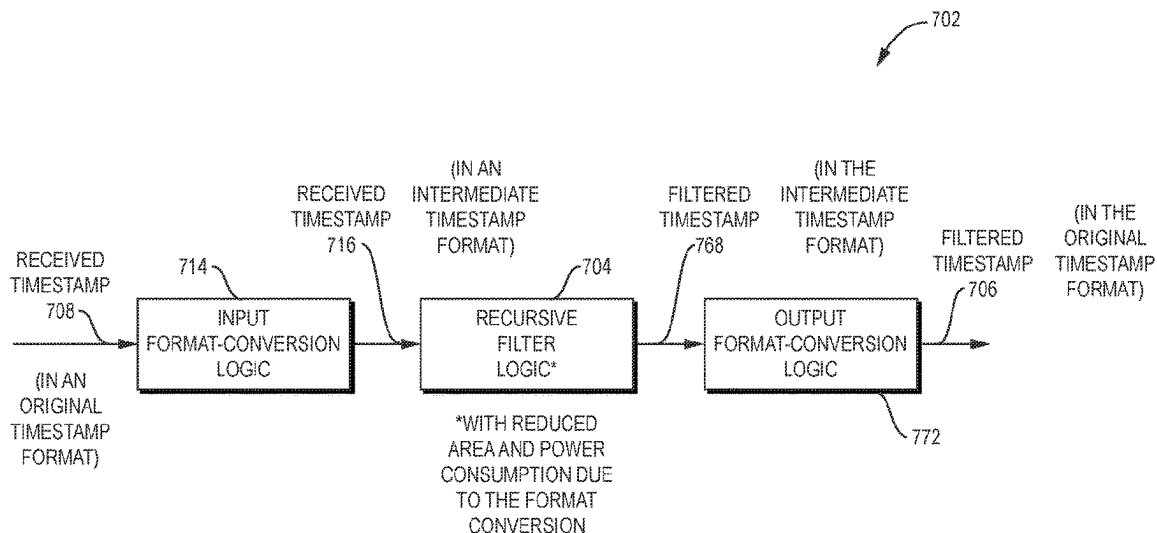 702
RECEIVED
TIMESTAMP
708
(IN AN
ORIGINAL
TIMESTAMP
FORMAT)
714
INPUT
FORMAT-CONVERSION
LOGIC
RECEIVED
TIMESTAMP
716
(IN AN
INTERMEDIATE
TIMESTAMP
FORMAT)
704
RECURSIVE
FILTER
LOGIC*
*WITH REDUCED
AREA AND POWER
CONSUMPTION DUE
TO THE FORMAT
CONVERSION
FILTERED
TIMESTAMP
768
(IN THE
INTERMEDIATE
TIMESTAMP
FORMAT)
OUTPUT
FORMAT-CONVERSION
LOGIC
772
FILTERED
TIMESTAMP
706
(IN THE
ORIGINAL
TIMESTAMP
FORMAT)